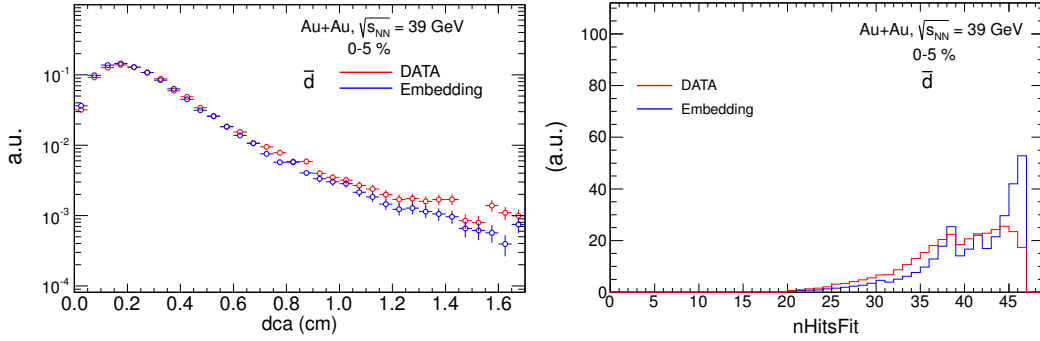 Au+Au, √s_NN = 39 GeV
0-5 %
d̄
DATA
Embedding
a.u.
10⁻¹
10⁻²
10⁻³
10⁻⁴
0.0 0.2 0.4 0.6 0.8 1.0 1.2 1.4 1.6
dca (cm)
Au+Au, √s_NN = 39 GeV
0-5 %
d̄
DATA
Embedding
(a.u.)
100
80
60
40
20
0
0 5 10 15 20 25 30 35 40 45
nHitsFit